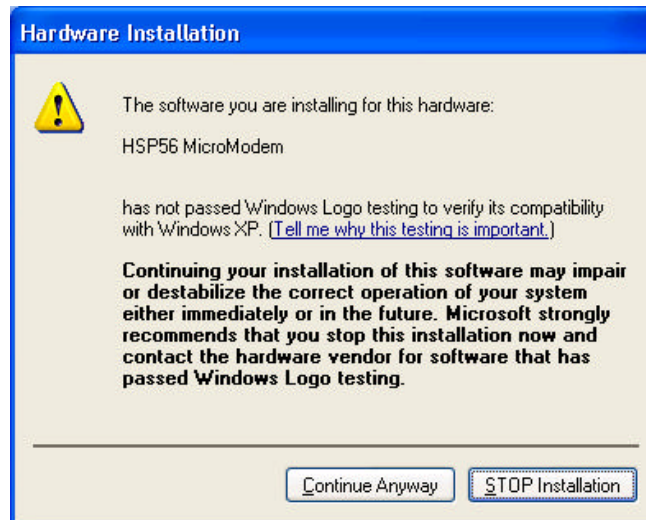 Hardware Installation
The software you are installing for this hardware:
HSP56 MicroModem
has not passed Windows Logo testing to verify its compatibility
with Windows XP. (Tell me why this testing is important.)
Continuing your installation of this software may impair
or destabilize the correct operation of your system
either immediately or in the future. Microsoft strongly
recommends that you stop this installation now and
contact the hardware vendor for software that has
passed Windows Logo testing.
Continue Anyway
STOP Installation